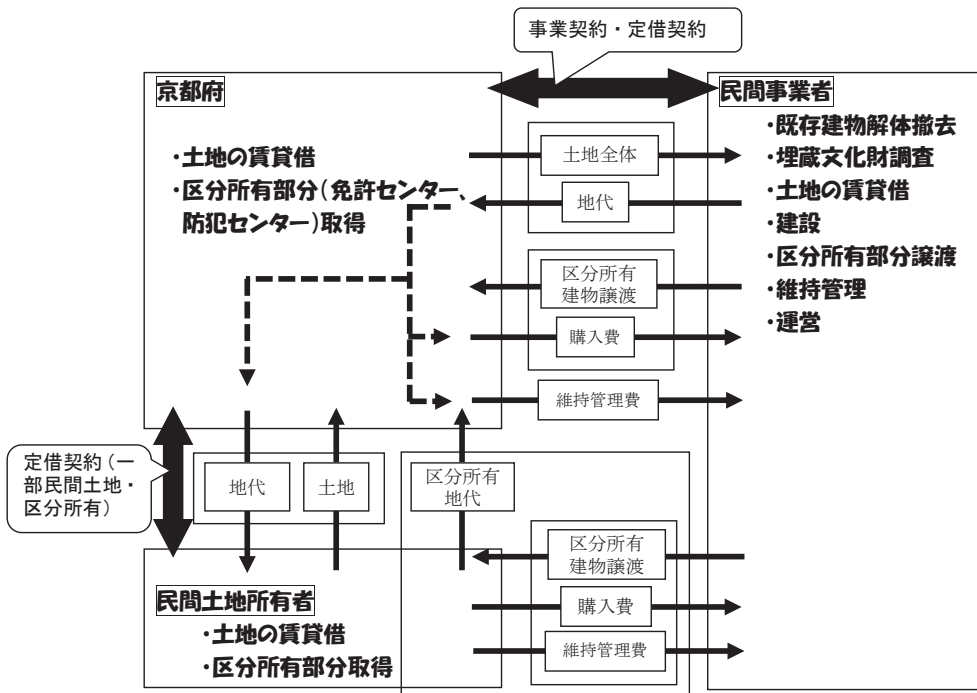 事業契約・定借契約
京都府
・土地の賃貸借
・区分所有部分（免許センター、
防犯センター）取得
民間事業者
・既存建物解体撤去
・埋蔵文化財調査
・土地の賃貸借
・建設
・区分所有部分譲渡
・維持管理
・運営
土地全体
地代
区分所有
建物譲渡
購入費
維持管理費
定借契約（一
部民間土地・
区分所有）
地代
土地
区分所有
地代
民間土地所有者
・土地の賃貸借
・区分所有部分取得
区分所有
建物譲渡
購入費
維持管理費